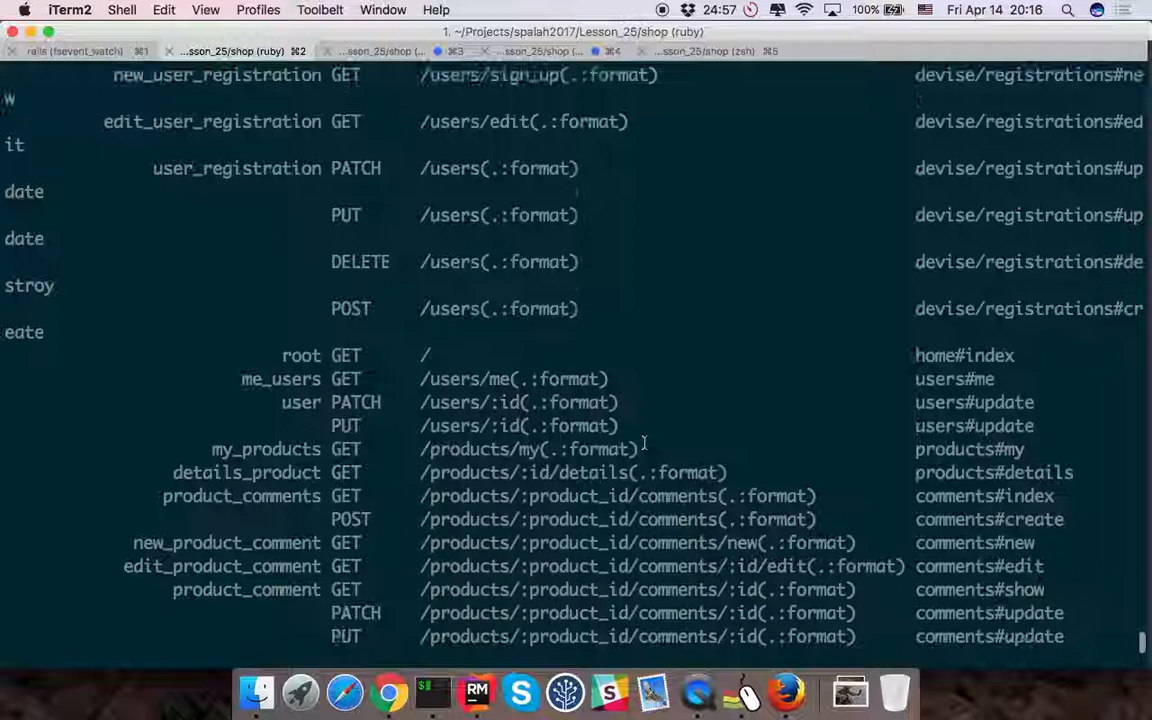 iTerm2 Shell Edit View Profiles Toolbelt Window Help 24:57 100% Fri Apr 14 20:16
1. ~/Projects/spalah2017/Lesson_25/shop (ruby)
rails (fsevent_watch) ⌘1 ...sson_25/shop (ruby) ⌘2 ...sson_25/shop (... ⌘3 ...sson_25/shop (... ⌘4 ...sson_25/shop (zsh) ⌘5
new_user_registration GET /users/sign_up(.:format) devise/registrations#ne
w
edit_user_registration GET /users/edit(.:format) devise/registrations#ed
it
user_registration PATCH /users(.:format) devise/registrations#up
date
PUT /users(.:format) devise/registrations#up
date
DELETE /users(.:format) devise/registrations#de
stroy
POST /users(.:format) devise/registrations#cr
eate
root GET / home#index
me_users GET /users/me(.:format) users#me
user PATCH /users/:id(.:format) users#update
PUT /users/:id(.:format) users#update
my_products GET /products/my(.:format) products#my
details_product GET /products/:id/details(.:format) products#details
product_comments GET /products/:product_id/comments(.:format) comments#index
POST /products/:product_id/comments(.:format) comments#create
new_product_comment GET /products/:product_id/comments/new(.:format) comments#new
edit_product_comment GET /products/:product_id/comments/:id/edit(.:format) comments#edit
product_comment GET /products/:product_id/comments/:id(.:format) comments#show
PATCH /products/:product_id/comments/:id(.:format) comments#update
PUT /products/:product_id/comments/:id(.:format) comments#update
$
RM
S
S